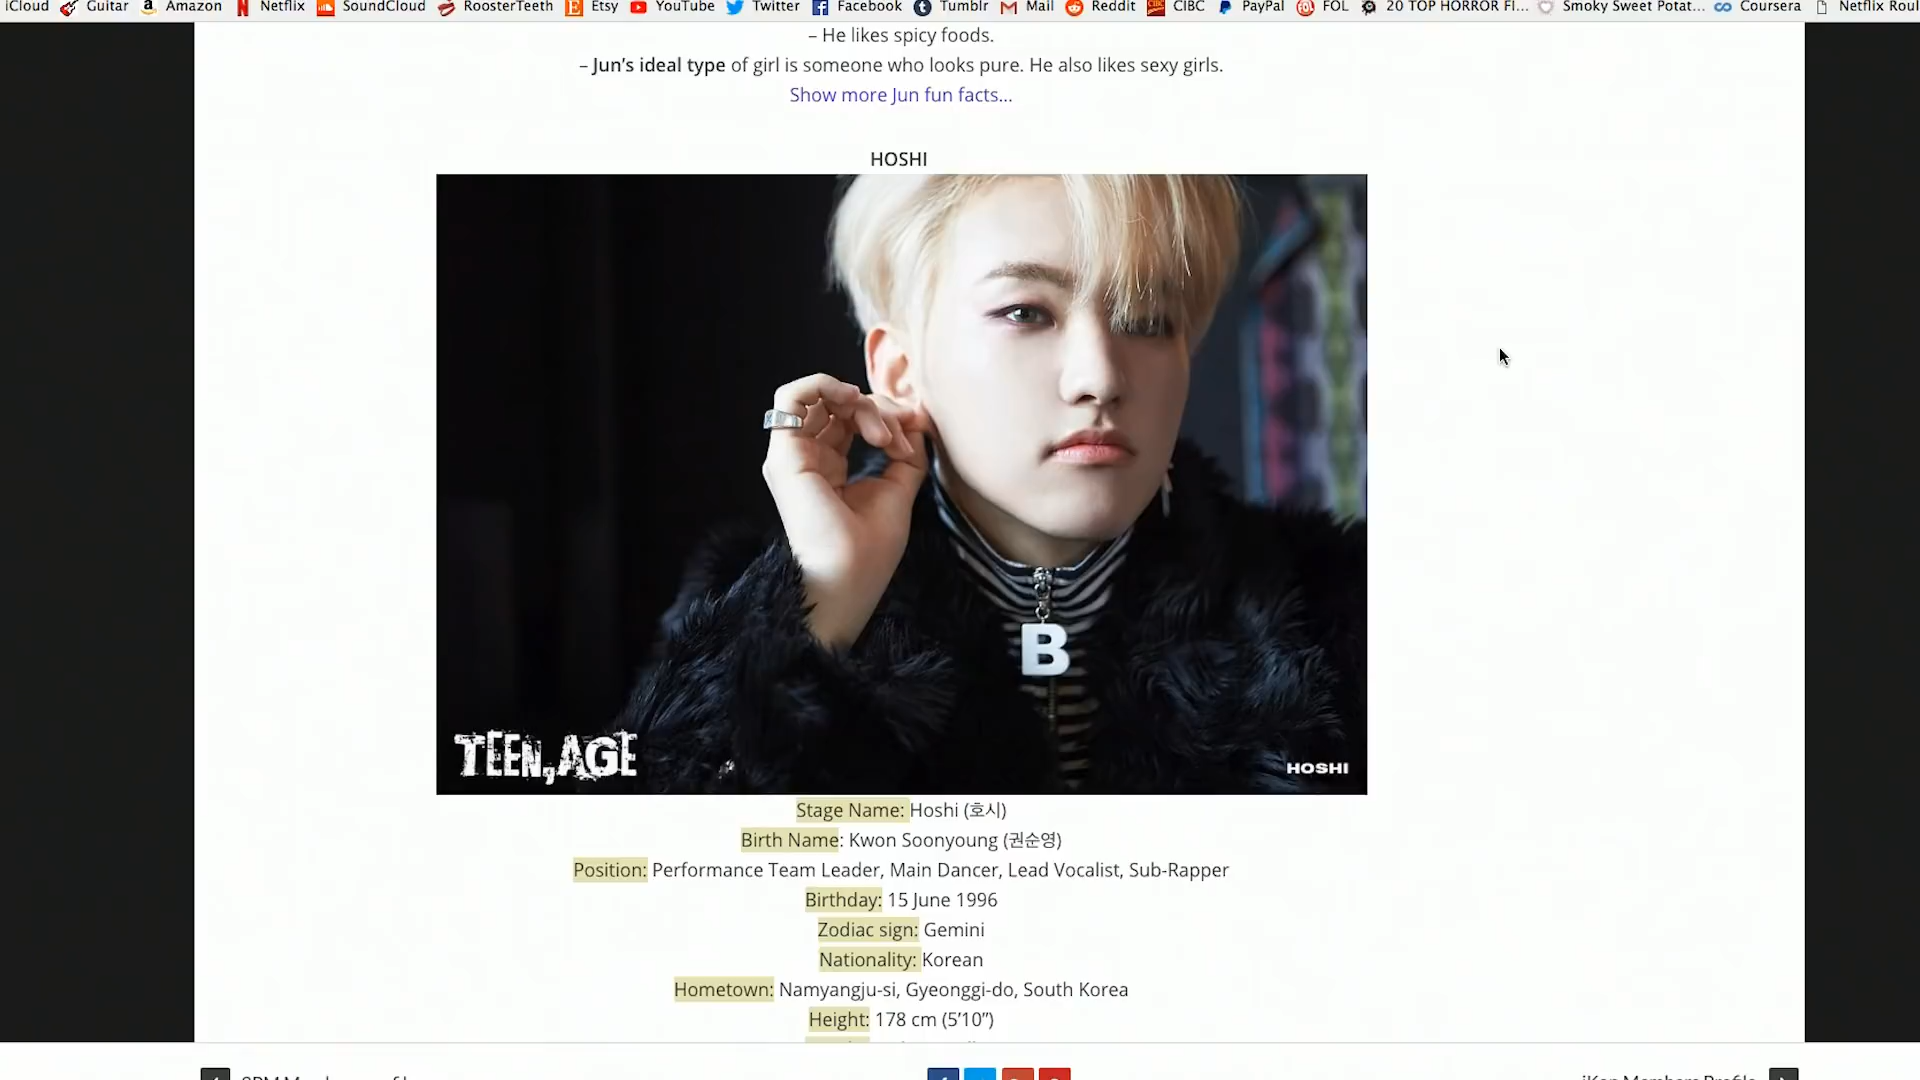 iCloud Guitar Amazon Netflix SoundCloud RoosterTeeth Etsy YouTube Twitter Facebook Tumblr Mail Reddit CIBC PayPal FOL 20 TOP HORROR FI... Smoky Sweet Potat... Coursera Netflix Roul
– He likes spicy foods.
– Jun’s ideal type of girl is someone who looks pure. He also likes sexy girls.
Show more Jun fun facts...
HOSHI
B
TEEN,AGE
HOSHI
Stage Name: Hoshi (호시)
Birth Name: Kwon Soonyoung (권순영)
Position: Performance Team Leader, Main Dancer, Lead Vocalist, Sub-Rapper
Birthday: 15 June 1996
Zodiac sign: Gemini
Nationality: Korean
Hometown: Namyangju-si, Gyeonggi-do, South Korea
Height: 178 cm (5’10”)
iKon Members Profile